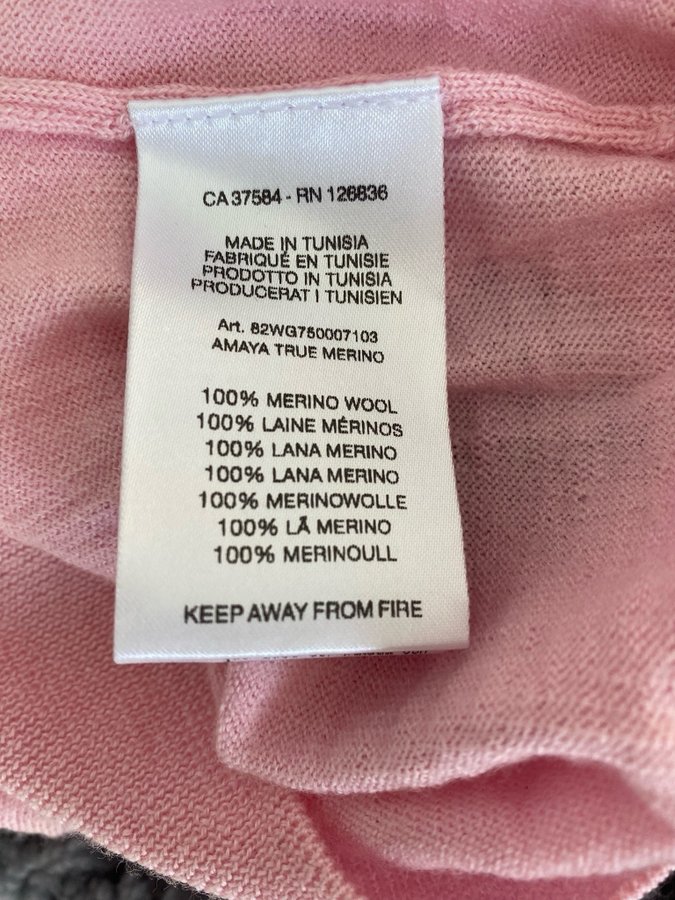 CA 37584 - RN 126836
MADE IN TUNISIA
FABRIQUÉ EN TUNISIE
PRODOTTO IN TUNISIA
PRODUCERAT I TUNISIEN
Art. 82WG750007103
AMAYA TRUE MERINO
100% MERINO WOOL
100% LAINE MÉRINOS
100% LANA MERINO
100% LANA MERINO
100% MERINOWOLLE
100% LÃ MERINO
100% MERINOULL
KEEP AWAY FROM FIRE